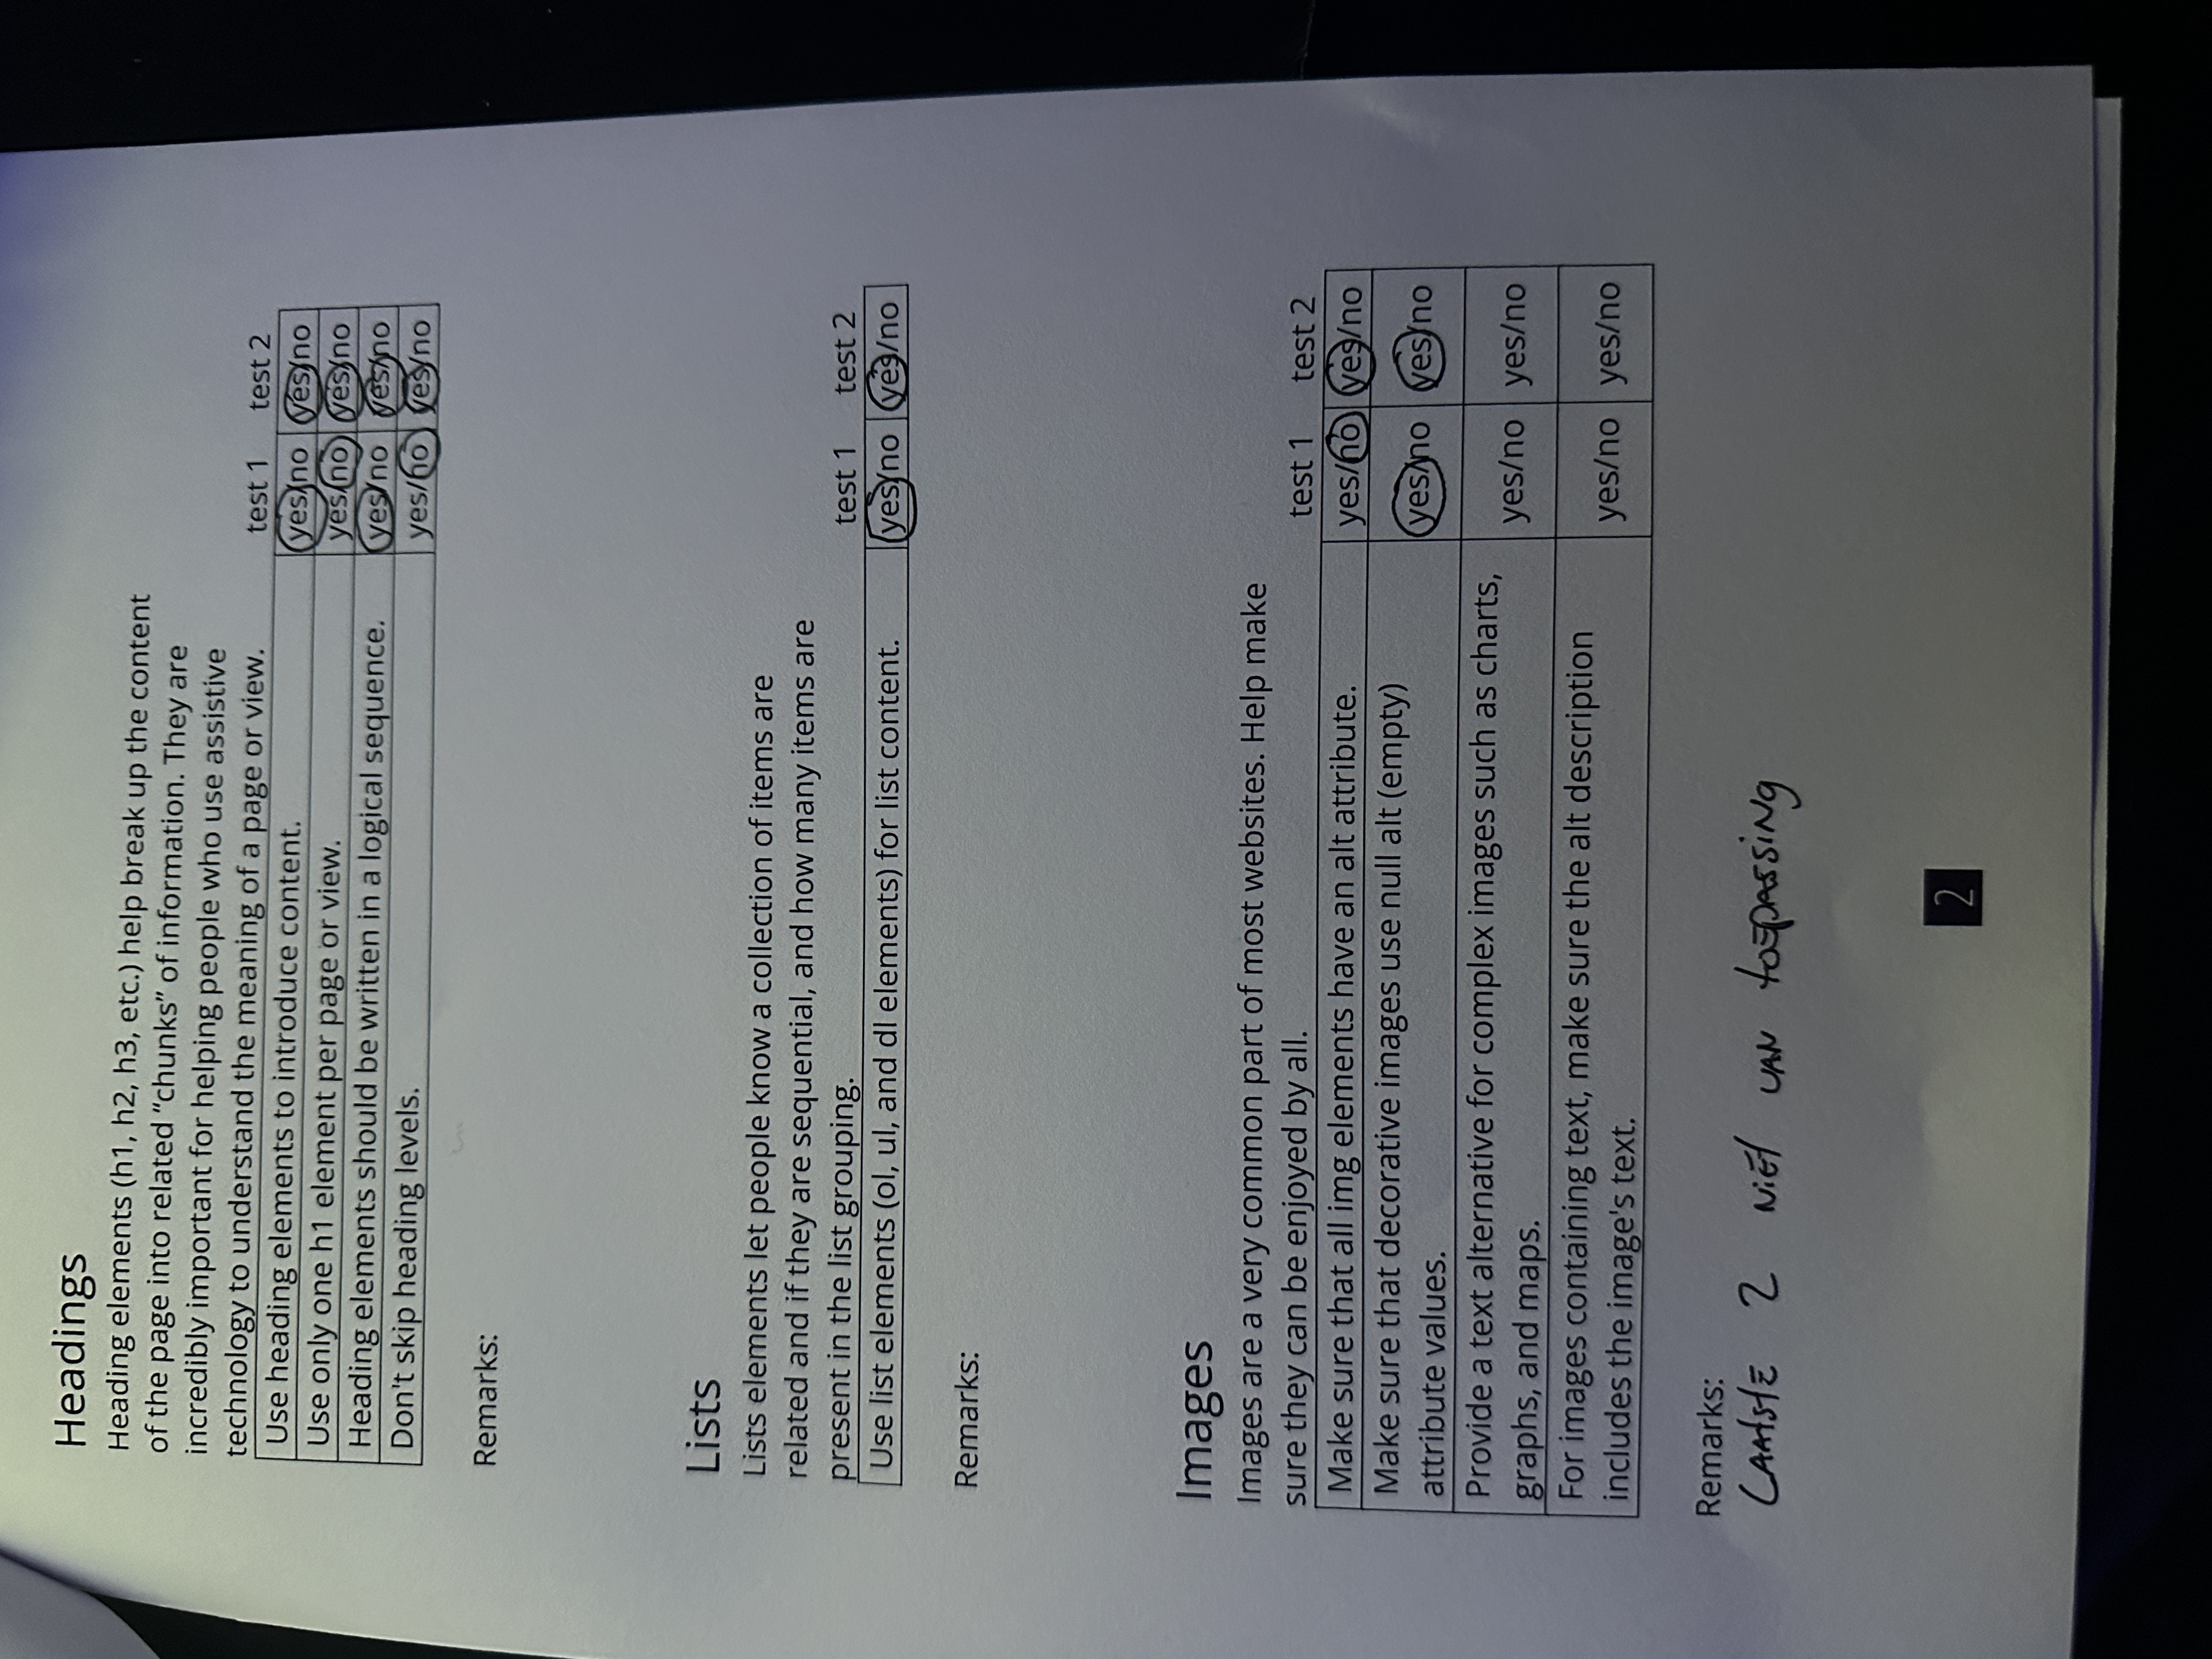 Headings
Heading elements (h1, h2, h3, etc.) help break up the content
of the page into related “chunks” of information. They are
incredibly important for helping people who use assistive
technology to understand the meaning of a page or view.
test 1 test 2
Use heading elements to introduce content. yes/no yes/no
Use only one h1 element per page or view. yes/no yes/no
Heading elements should be written in a logical sequence. yes/no yes/no
Don't skip heading levels. yes/no yes/no
Remarks:
Lists
Lists elements let people know a collection of items are
related and if they are sequential, and how many items are
present in the list grouping.
test 1 test 2
Use list elements (ol, ul, and dl elements) for list content. yes/no yes/no
Remarks:
Images
Images are a very common part of most websites. Help make
sure they can be enjoyed by all.
test 1 test 2
Make sure that all img elements have an alt attribute. yes/no yes/no
Make sure that decorative images use null alt (empty)
attribute values. yes/no yes/no
Provide a text alternative for complex images such as charts,
graphs, and maps. yes/no yes/no
For images containing text, make sure the alt description
includes the image's text. yes/no yes/no
Remarks:
LAATSTE 2 NIET VAN toEPASSiNg
2